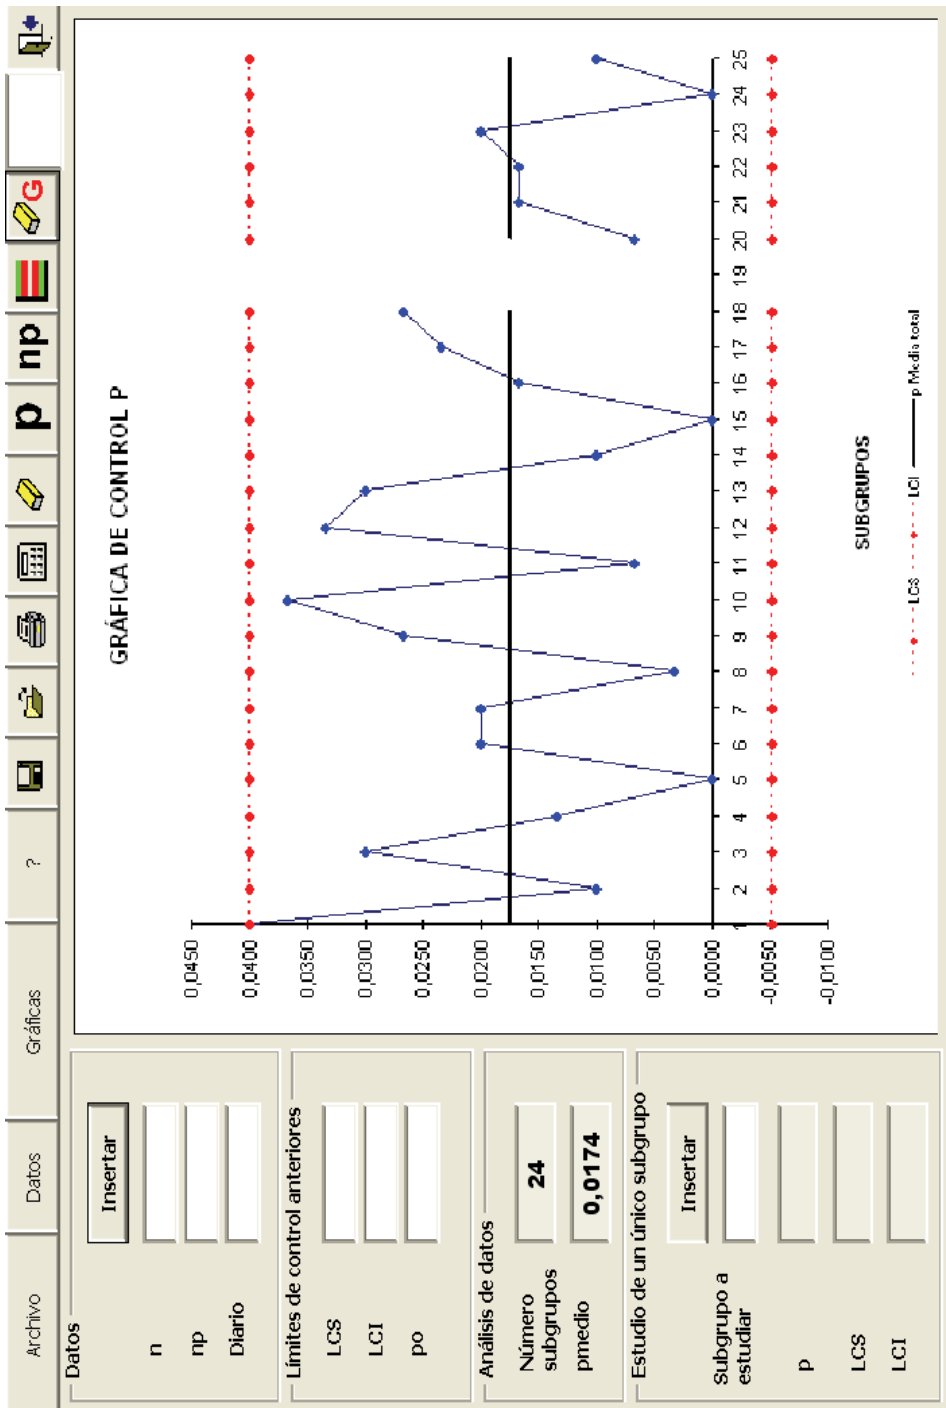 Archivo
Datos
Gráficas
?
p
np
G
Datos
Insertar
n
np
Diario
Límites de control anteriores
LCS
LCI
po
Análisis de datos
Número
subgrupos
24
pmedio
0,0174
Estudio de un único subgrupo
Insertar
Subgrupo a
estudiar
p
LCS
LCI
GRÁFICA DE CONTROL P
0,0450
0,0400
0,0350
0,0300
0,0250
0,0200
0,0150
0,0100
0,0050
0,0000
-0,0050
-0,0100
1 2 3 4 5 6 7 8 9 10 11 12 13 14 15 16 17 18 19 20 21 22 23 24 25
SUBGRUPOS
LCS LCI p Media total